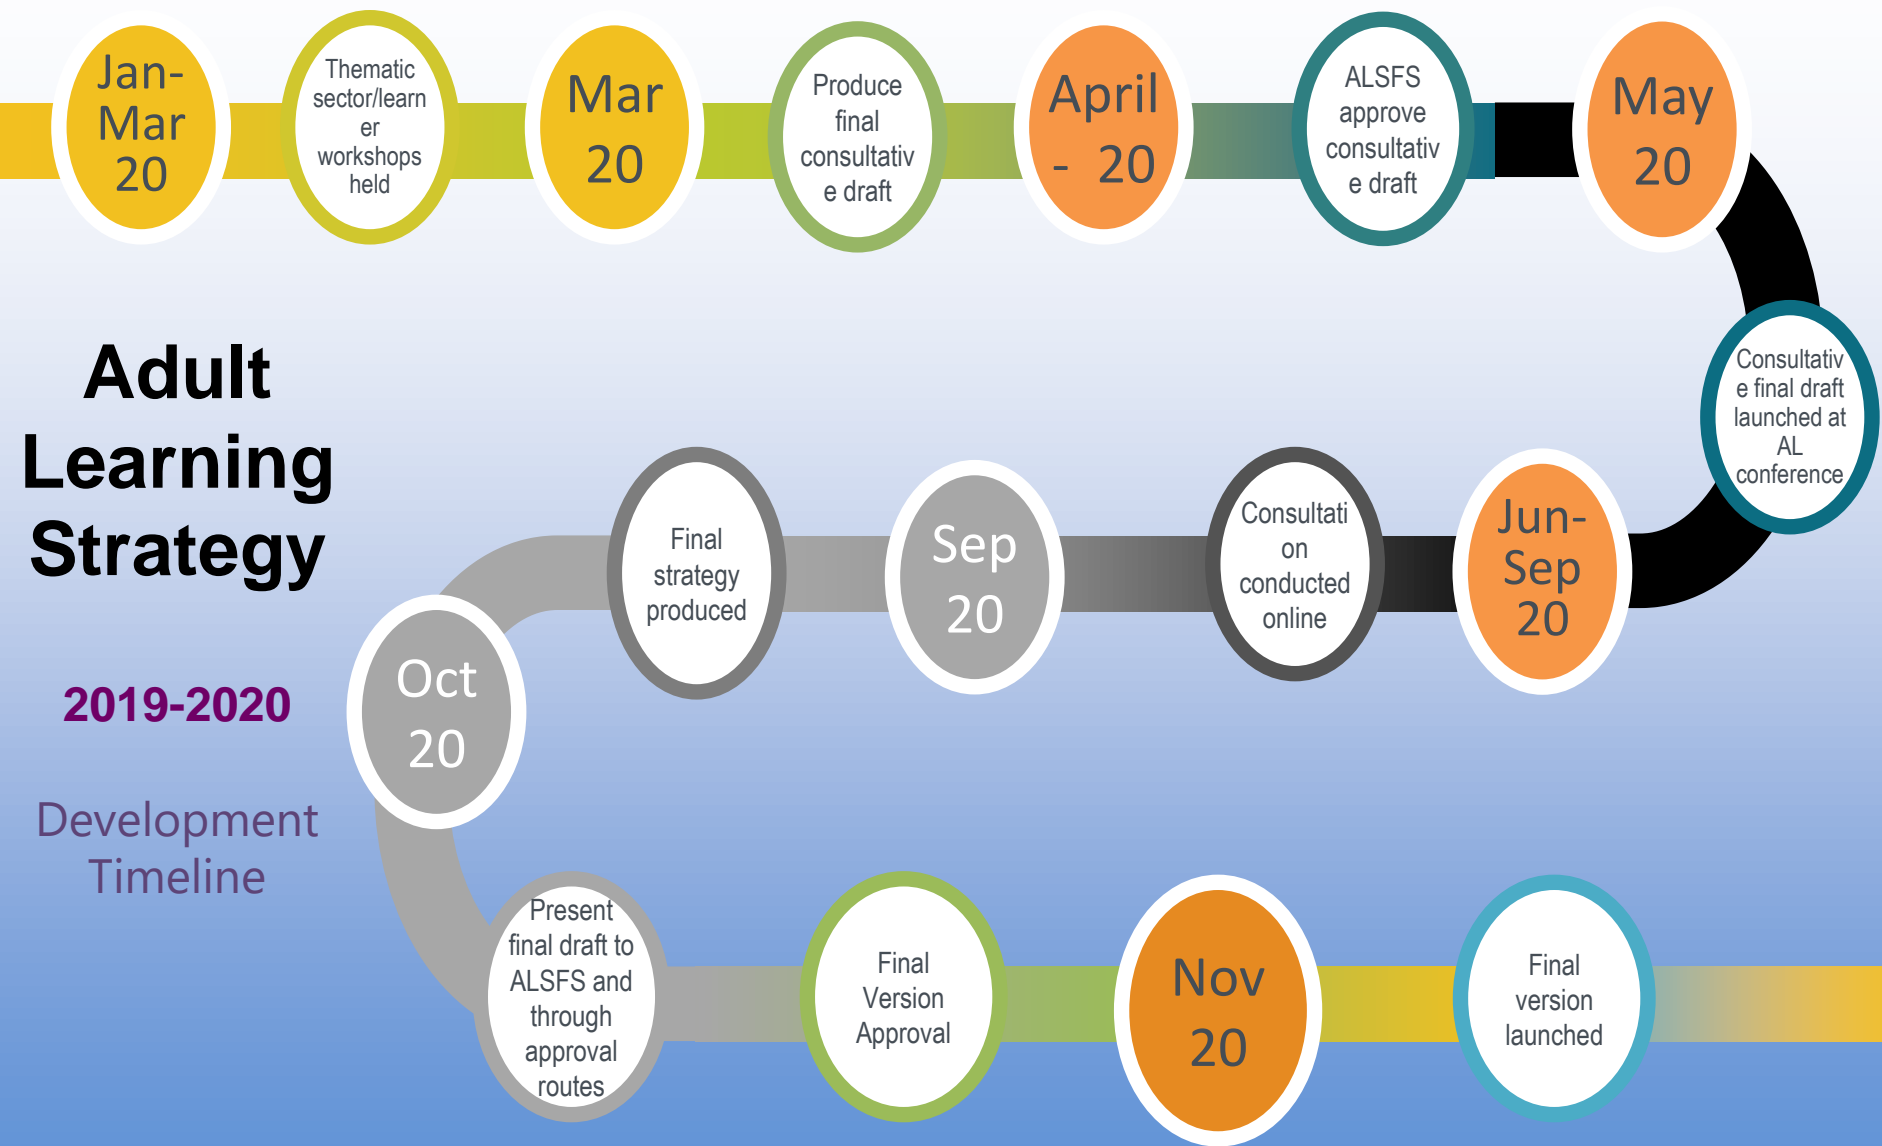 Jan-
Mar
20
Thematic
sector/learn
er
workshops
held
Mar
20
Produce
final
consultativ
e draft
April
- 20
ALSFS
approve
consultativ
e draft
May
20
Consultativ
e final draft
launched at
AL
conference
Adult
Learning
Strategy
2019-2020
Development
Timeline
Jun-
Sep
20
Consultati
on
conducted
online
Sep
20
Final
strategy
produced
Oct
20
Present
final draft to
ALSFS and
through
approval
routes
Final
Version
Approval
Nov
20
Final
version
launched